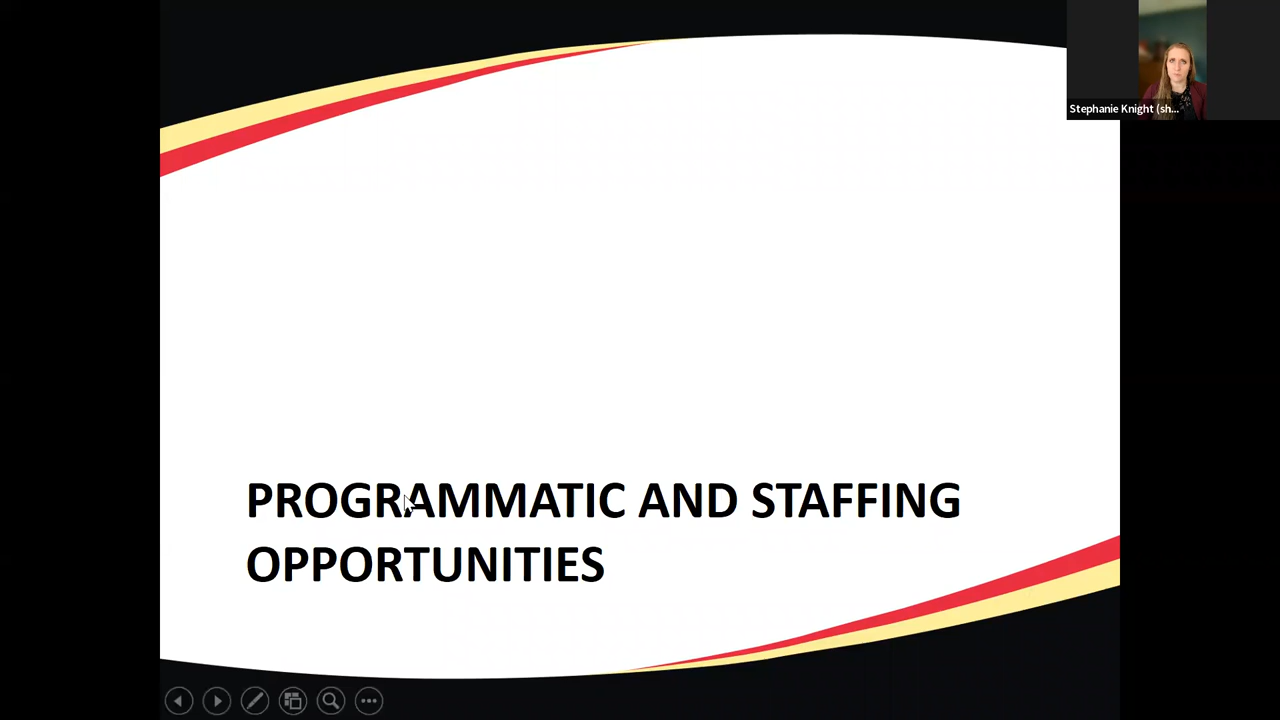 Stephanie Knight (sh...
PROGRAMMATIC AND STAFFING
OPPORTUNITIES